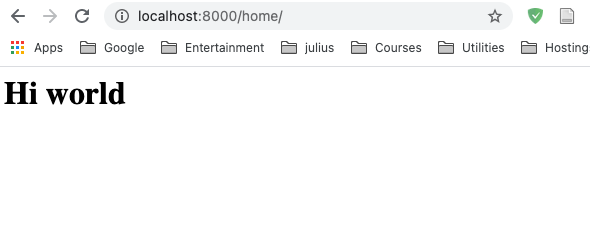 localhost:8000/home/
Apps Google Entertainment julius Courses Utilities Hosting
Hi world